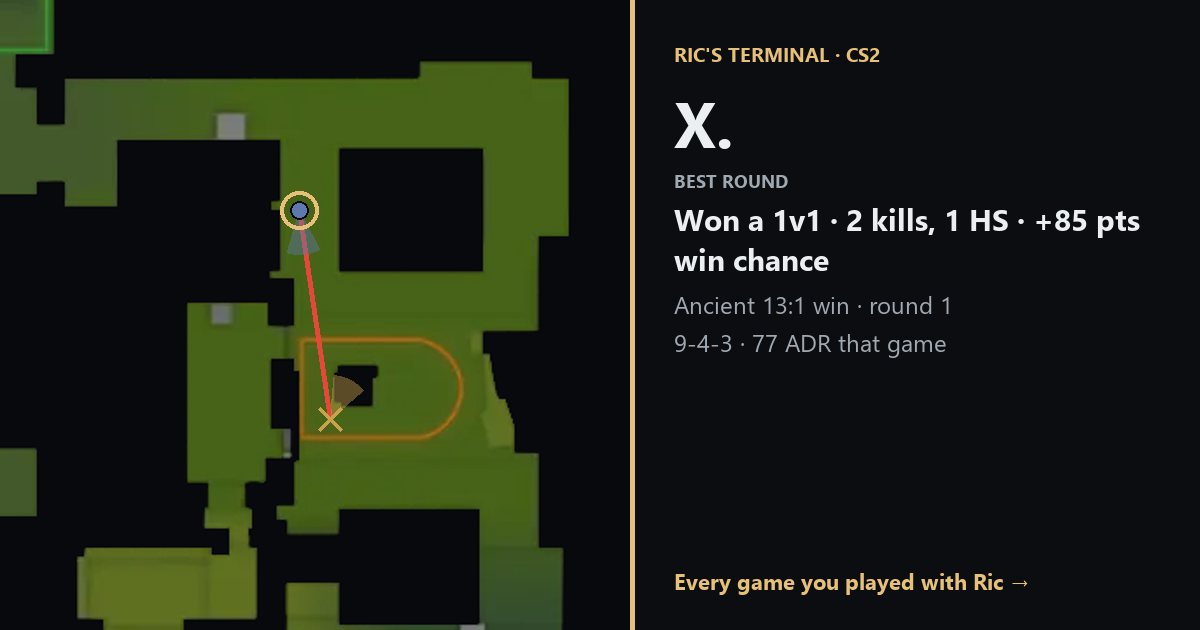 RIC'S TERMINAL · CS2
X.
BEST ROUND
Won a 1v1 · 2 kills, 1 HS · +85 pts
win chance
Ancient 13:1 win · round 1
9-4-3 · 77 ADR that game
Every game you played with Ric →